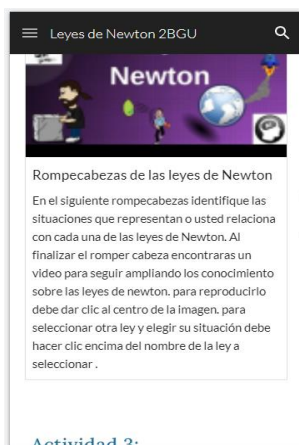 Leyes de Newton 2BGU
Newton
Rompecabezas de las leyes de Newton
En el siguiente rompecabezas identifique las
situaciones que representan o usted relaciona
con cada una de las leyes de Newton. Al
finalizar el romper cabeza encontraras un
video para seguir ampliando los conocimiento
sobre las leyes de newton. para reproducirlo
debe dar clic al centro de la imagen. para
seleccionar otra ley y elegir su situación debe
hacer clic encima del nombre de la ley a
seleccionar .
Actividad 3: